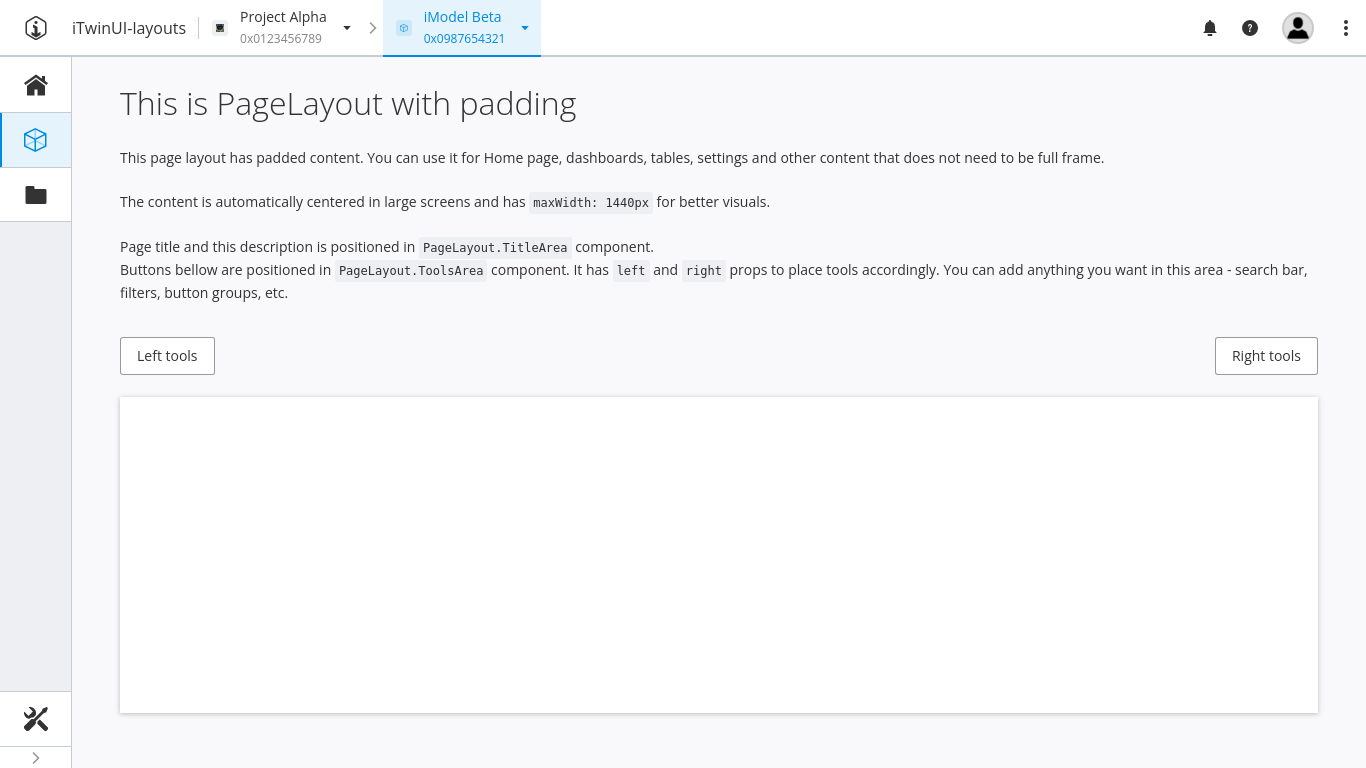 iTwinUI-layouts
Project Alpha
0x0123456789
iModel Beta
0x0987654321
This is PageLayout with padding
This page layout has padded content. You can use it for Home page, dashboards, tables, settings and other content that does not need to be full frame.
The content is automatically centered in large screens and has maxWidth: 1440px for better visuals.
Page title and this description is positioned in PageLayout.TitleArea component.
Buttons bellow are positioned in PageLayout.ToolsArea component. It has left and right props to place tools accordingly. You can add anything you want in this area - search bar,
filters, button groups, etc.
Left tools
Right tools